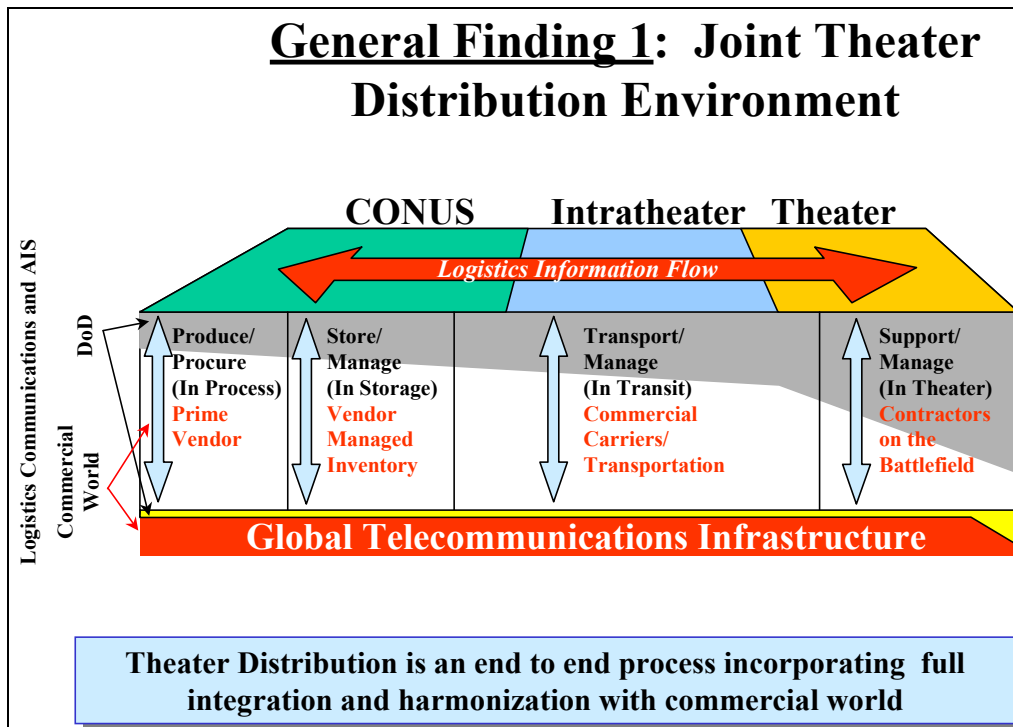 General Finding 1: Joint Theater
Distribution Environment
CONUS
Intratheater
Theater
Logistics Information Flow
Logistics Communications and AIS
DoD
Commercial
World
Produce/
Procure
(In Process)
Prime
Vendor
Store/
Manage
(In Storage)
Vendor
Managed
Inventory
Transport/
Manage
(In Transit)
Commercial
Carriers/
Transportation
Support/
Manage
(In Theater)
Contractors
on the
Battlefield
Global Telecommunications Infrastructure
Theater Distribution is an end to end process incorporating full
integration and harmonization with commercial world